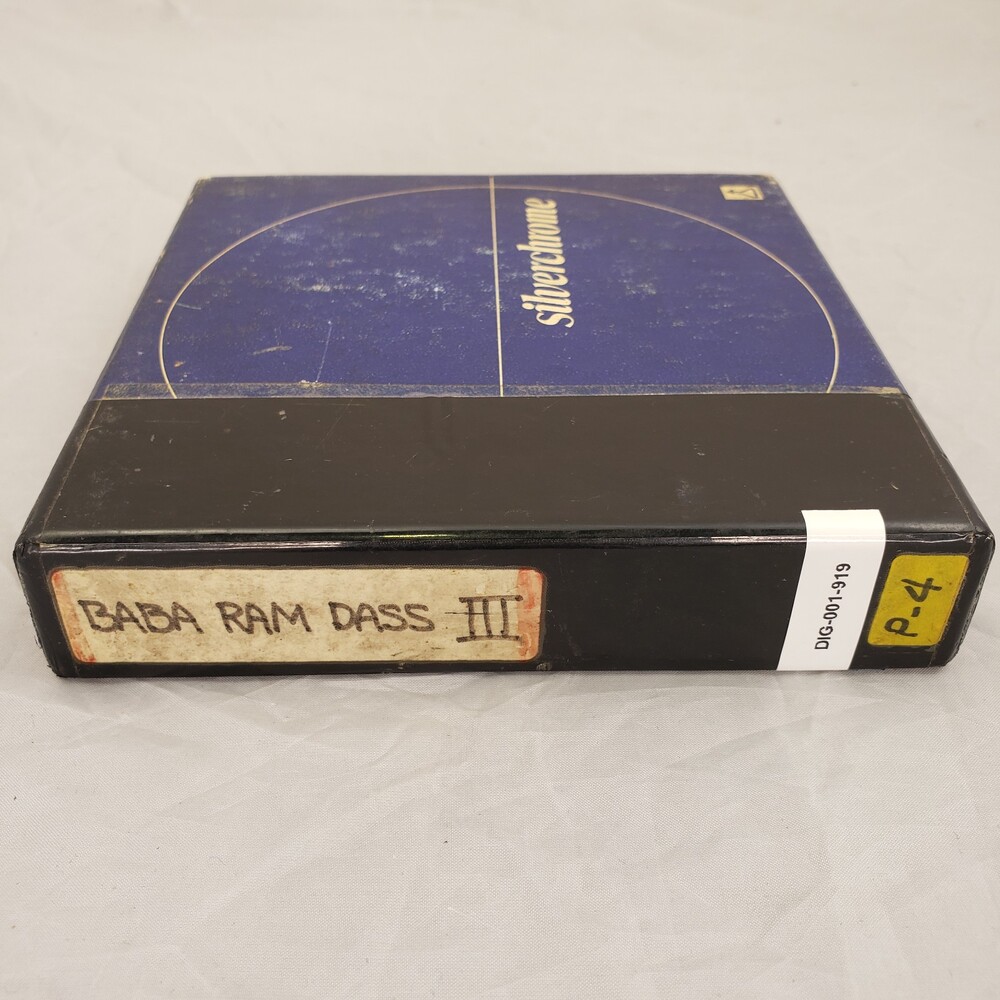 silverchrome
BABA RAM DASS III
DIG-001-919
P-4